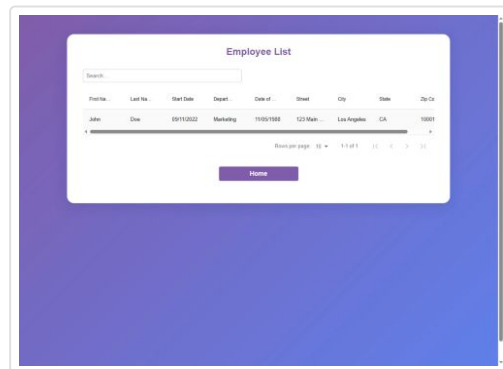 Employee List
Search...
First Na... Last Na... Start Date Depart... Date of ... Street City State Zip Co
John Doe 09/11/2022 Marketing 11/05/1988 123 Main ... Los Angeles CA 10001
Rows per page: 10 1-1 of 1
Home